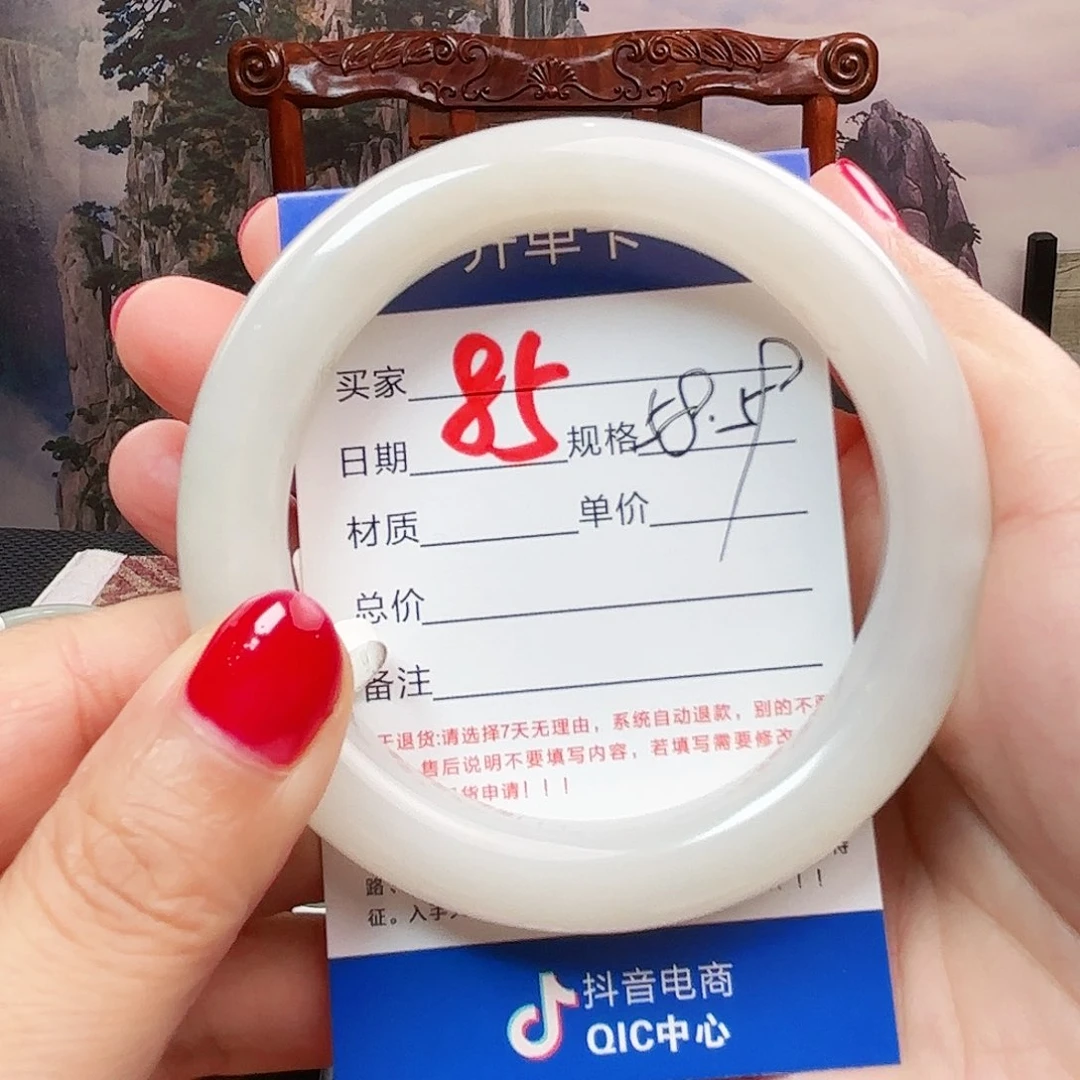 开单卡
买家
85
日期 规格 58.5
材质 单价
总价
备注
退货:请选择7天无理由，系统自动退款，别的不要
售后说明不要填写内容，若填写需要修改
货申请！！！
路、 ！！
征。入手
抖音电商
QIC中心